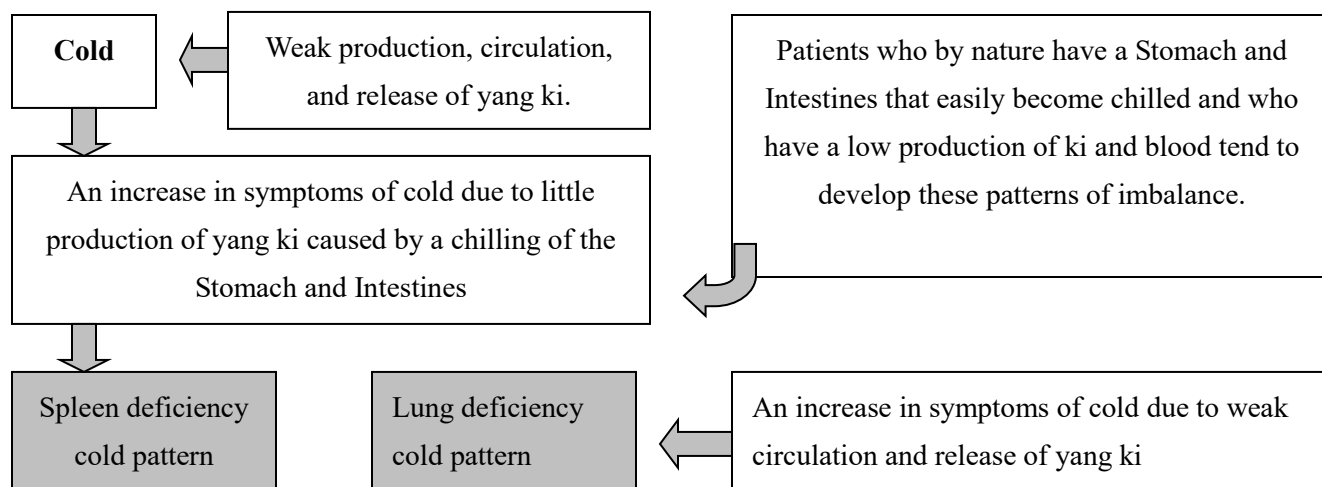 Cold
Weak production, circulation,
and release of yang ki.
Patients who by nature have a Stomach and
Intestines that easily become chilled and who
have a low production of ki and blood tend to
develop these patterns of imbalance.
An increase in symptoms of cold due to little
production of yang ki caused by a chilling of the
Stomach and Intestines
Spleen deficiency
cold pattern
Lung deficiency
cold pattern
An increase in symptoms of cold due to weak
circulation and release of yang ki